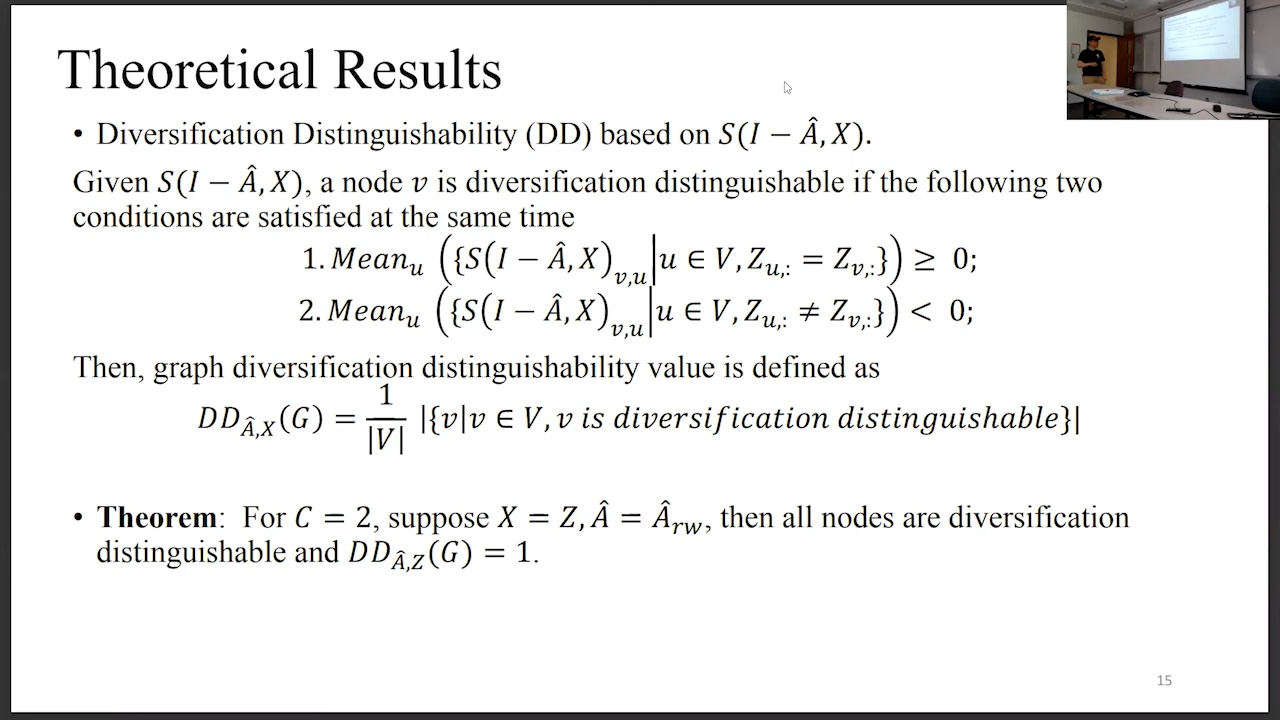 Theoretical Results
• Diversification Distinguishability (DD) based on S(I − Â, X).
Given S(I − Â, X), a node v is diversification distinguishable if the following two
conditions are satisfied at the same time
1. Mean_u ({S(I − Â, X)_{v,u} | u ∈ V, Z_{u,:} = Z_{v,:}}) ≥ 0;
2. Mean_u ({S(I − Â, X)_{v,u} | u ∈ V, Z_{u,:} ≠ Z_{v,:}}) < 0;
Then, graph diversification distinguishability value is defined as
DD_{Â,X}(G) = 1/|V| |{v|v ∈ V, v is diversification distinguishable}|
• Theorem: For C = 2, suppose X = Z, Â = Â_{rw}, then all nodes are diversification
distinguishable and DD_{Â,Z}(G) = 1.
15